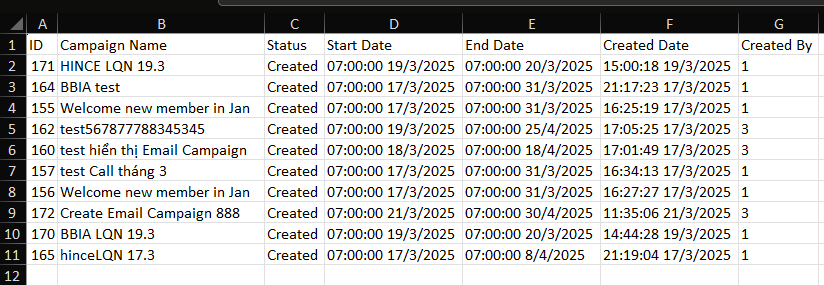 A B C D E F G
1 ID Campaign Name Status Start Date End Date Created Date Created By
2 171 HINCE LQN 19.3 Created 07:00:00 19/3/2025 07:00:00 20/3/2025 15:00:18 19/3/2025 1
3 164 BBIA test Created 07:00:00 17/3/2025 07:00:00 31/3/2025 21:17:23 17/3/2025 1
4 155 Welcome new member in Jan Created 07:00:00 17/3/2025 07:00:00 31/3/2025 16:25:19 17/3/2025 1
5 162 test567877788345345 Created 07:00:00 19/3/2025 07:00:00 25/4/2025 17:05:25 17/3/2025 3
6 160 test hiển thị Email Campaign Created 07:00:00 18/3/2025 07:00:00 18/4/2025 17:01:49 17/3/2025 3
7 157 test Call tháng 3 Created 07:00:00 17/3/2025 07:00:00 31/3/2025 16:34:13 17/3/2025 1
8 156 Welcome new member in Jan Created 07:00:00 17/3/2025 07:00:00 31/3/2025 16:27:27 17/3/2025 1
9 172 Create Email Campaign 888 Created 07:00:00 21/3/2025 07:00:00 30/4/2025 11:35:06 21/3/2025 3
10 170 BBIA LQN 19.3 Created 07:00:00 19/3/2025 07:00:00 20/3/2025 14:44:28 19/3/2025 1
11 165 hinceLQN 17.3 Created 07:00:00 17/3/2025 07:00:00 8/4/2025 21:19:04 17/3/2025 1
12